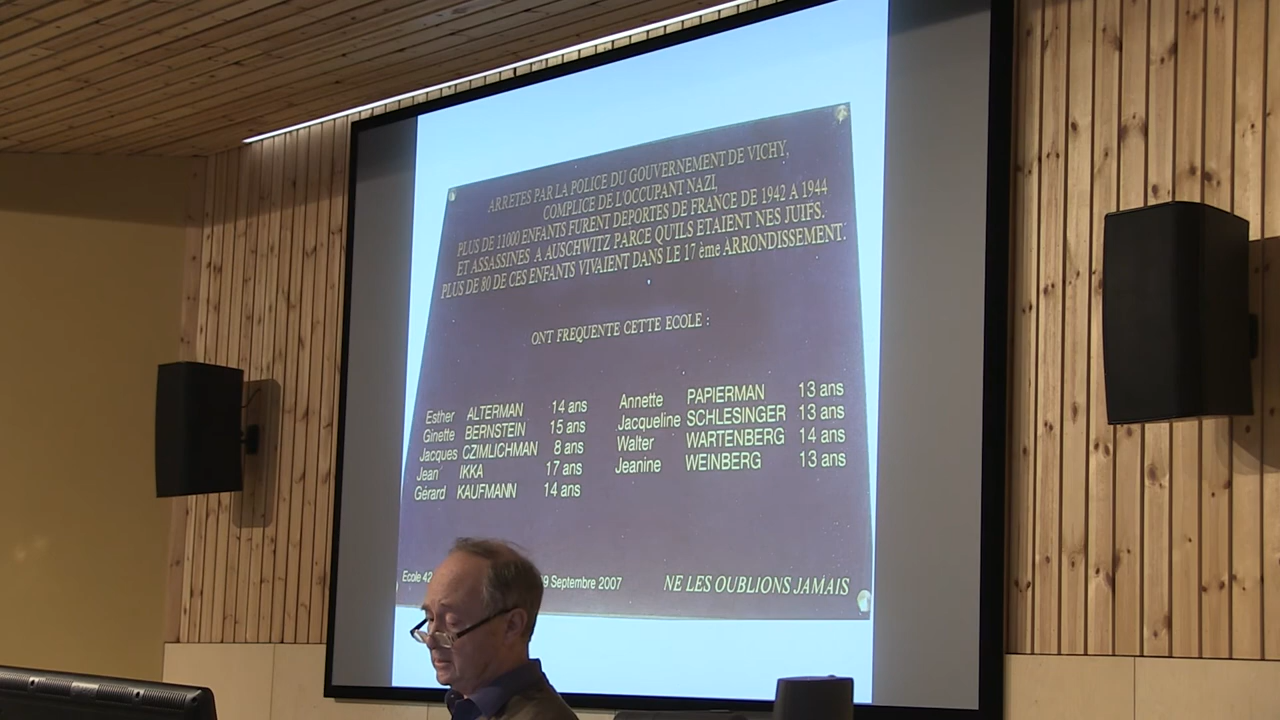 ARRETES PAR LA POLICE DU GOUVERNEMENT DE VICHY,
COMPLICE DE L'OCCUPANT NAZI,
PLUS DE 11000 ENFANTS FURENT DEPORTES DE FRANCE DE 1942 A 1944
ET ASSASSINES A AUSCHWITZ PARCE QU'ILS ETAIENT NES JUIFS.
PLUS DE 80 DE CES ENFANTS VIVAIENT DANS LE 17 ème ARRONDISSEMENT.
ONT FREQUENTE CETTE ECOLE :
Esther ALTERMAN 14 ans
Ginette BERNSTEIN 15 ans
Jacques CZIMLICHMAN 8 ans
Jean IKKA 17 ans
Gérard KAUFMANN 14 ans
Annette PAPIERMAN 13 ans
Jacqueline SCHLESINGER 13 ans
Walter WARTENBERG 14 ans
Jeanine WEINBERG 13 ans
Ecole 42
9 Septembre 2007
NE LES OUBLIONS JAMAIS